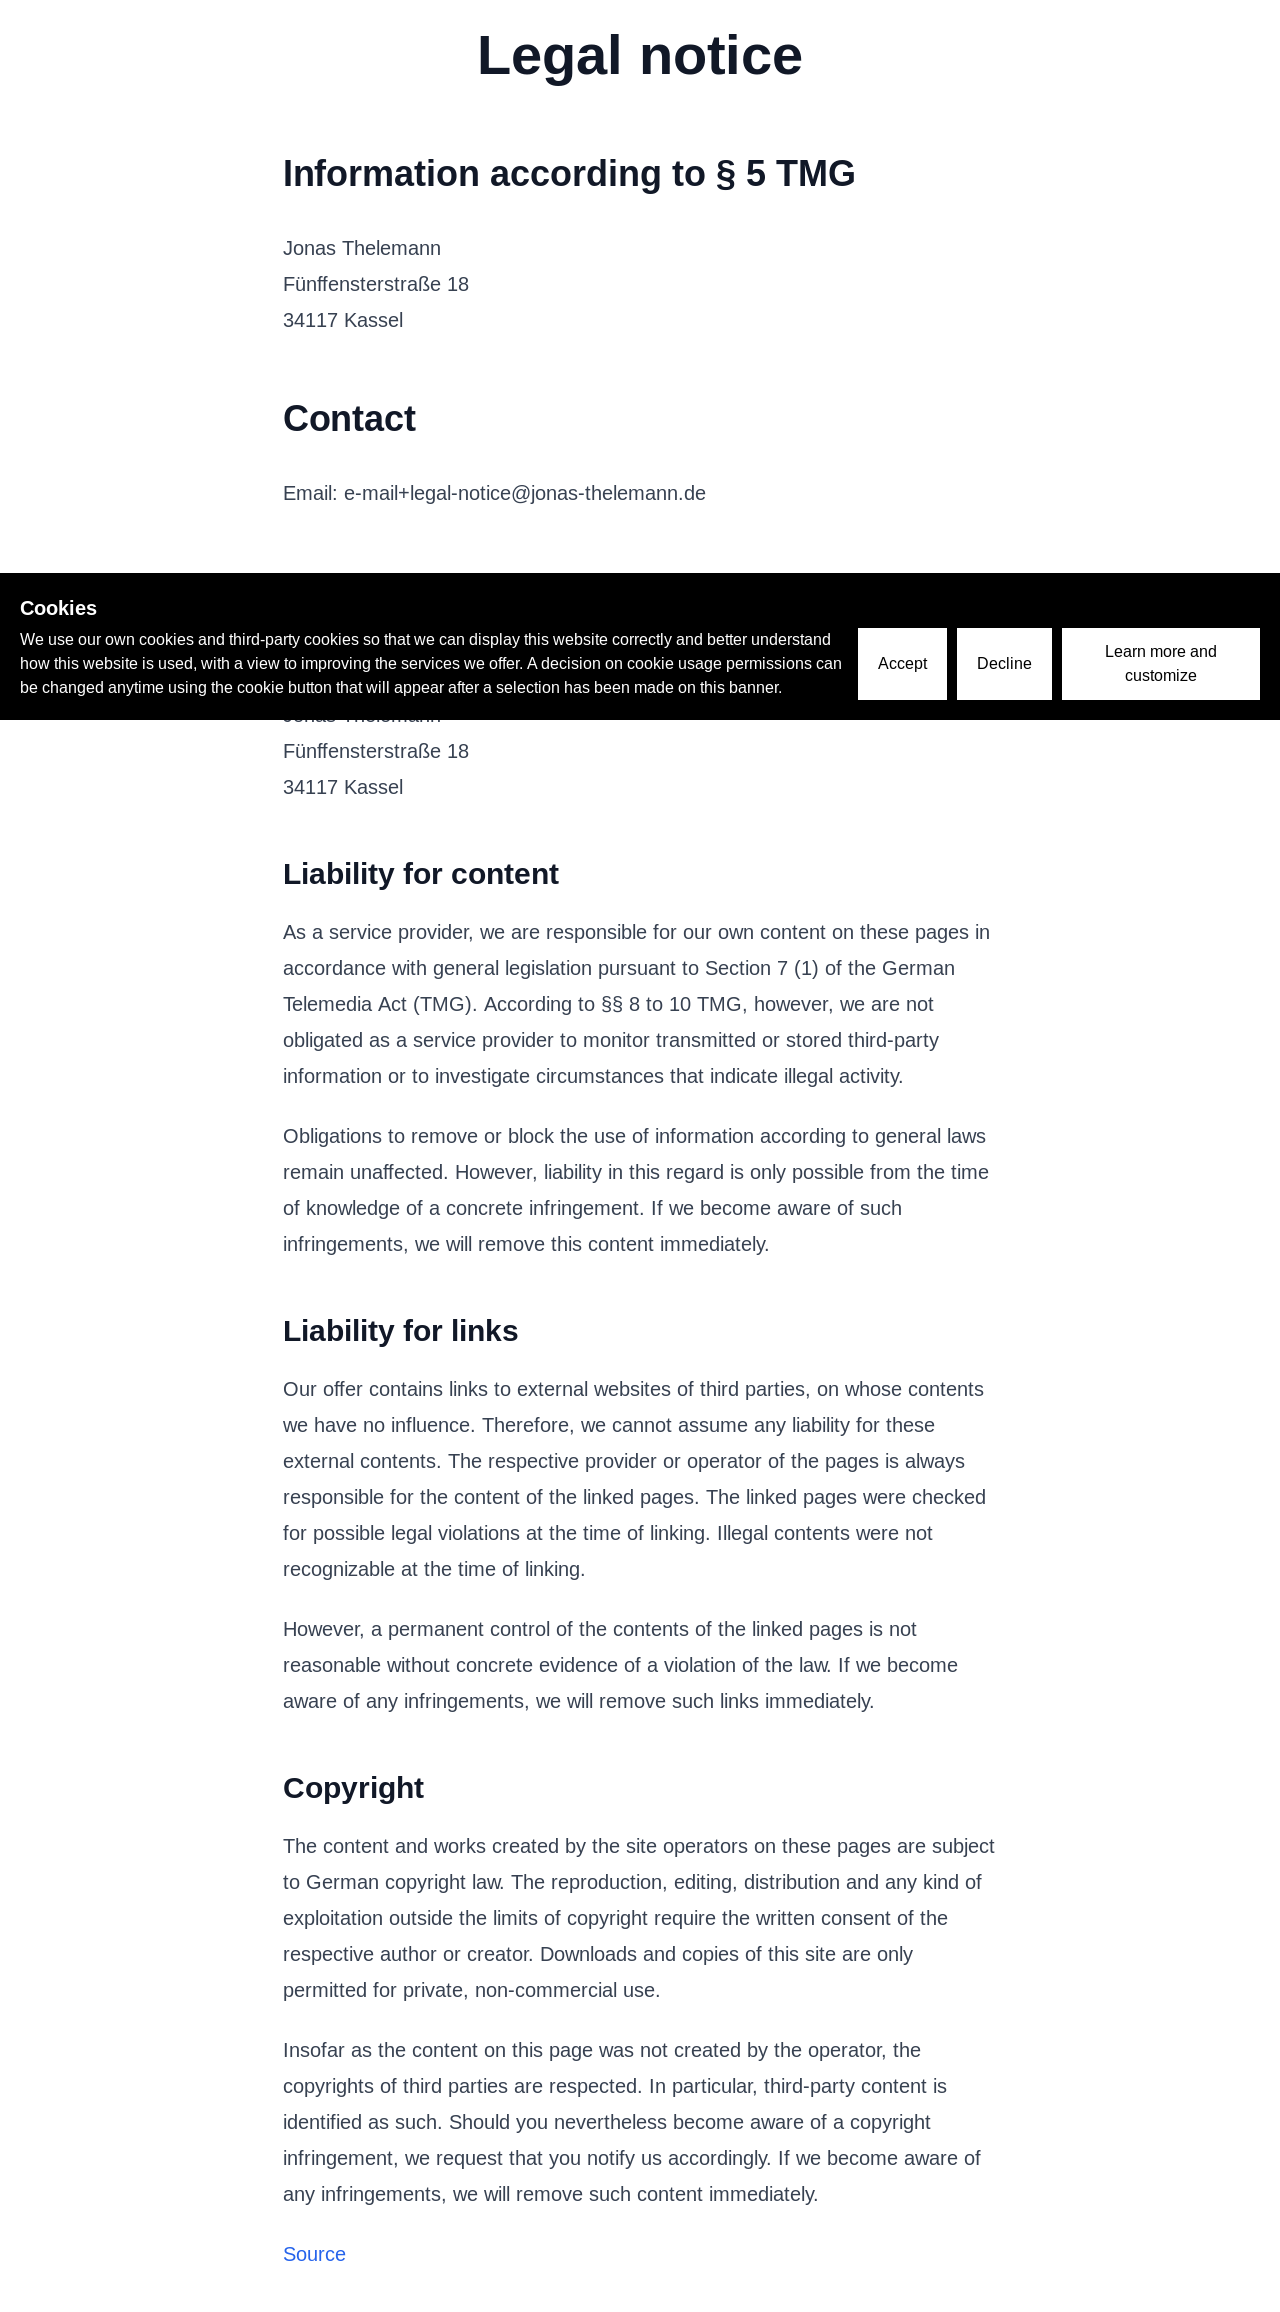 Legal notice
Information according to § 5 TMG
Jonas Thelemann
Fünffensterstraße 18
34117 Kassel
Contact
Email: e-mail+legal-notice@jonas-thelemann.de
Cookies
We use our own cookies and third-party cookies so that we can display this website correctly and better understand
how this website is used, with a view to improving the services we offer. A decision on cookie usage permissions can
be changed anytime using the cookie button that will appear after a selection has been made on this banner.
Accept
Decline
Learn more and
customize
Jonas Thelemann
Fünffensterstraße 18
34117 Kassel
Liability for content
As a service provider, we are responsible for our own content on these pages in
accordance with general legislation pursuant to Section 7 (1) of the German
Telemedia Act (TMG). According to §§ 8 to 10 TMG, however, we are not
obligated as a service provider to monitor transmitted or stored third-party
information or to investigate circumstances that indicate illegal activity.
Obligations to remove or block the use of information according to general laws
remain unaffected. However, liability in this regard is only possible from the time
of knowledge of a concrete infringement. If we become aware of such
infringements, we will remove this content immediately.
Liability for links
Our offer contains links to external websites of third parties, on whose contents
we have no influence. Therefore, we cannot assume any liability for these
external contents. The respective provider or operator of the pages is always
responsible for the content of the linked pages. The linked pages were checked
for possible legal violations at the time of linking. Illegal contents were not
recognizable at the time of linking.
However, a permanent control of the contents of the linked pages is not
reasonable without concrete evidence of a violation of the law. If we become
aware of any infringements, we will remove such links immediately.
Copyright
The content and works created by the site operators on these pages are subject
to German copyright law. The reproduction, editing, distribution and any kind of
exploitation outside the limits of copyright require the written consent of the
respective author or creator. Downloads and copies of this site are only
permitted for private, non-commercial use.
Insofar as the content on this page was not created by the operator, the
copyrights of third parties are respected. In particular, third-party content is
identified as such. Should you nevertheless become aware of a copyright
infringement, we request that you notify us accordingly. If we become aware of
any infringements, we will remove such content immediately.
Source